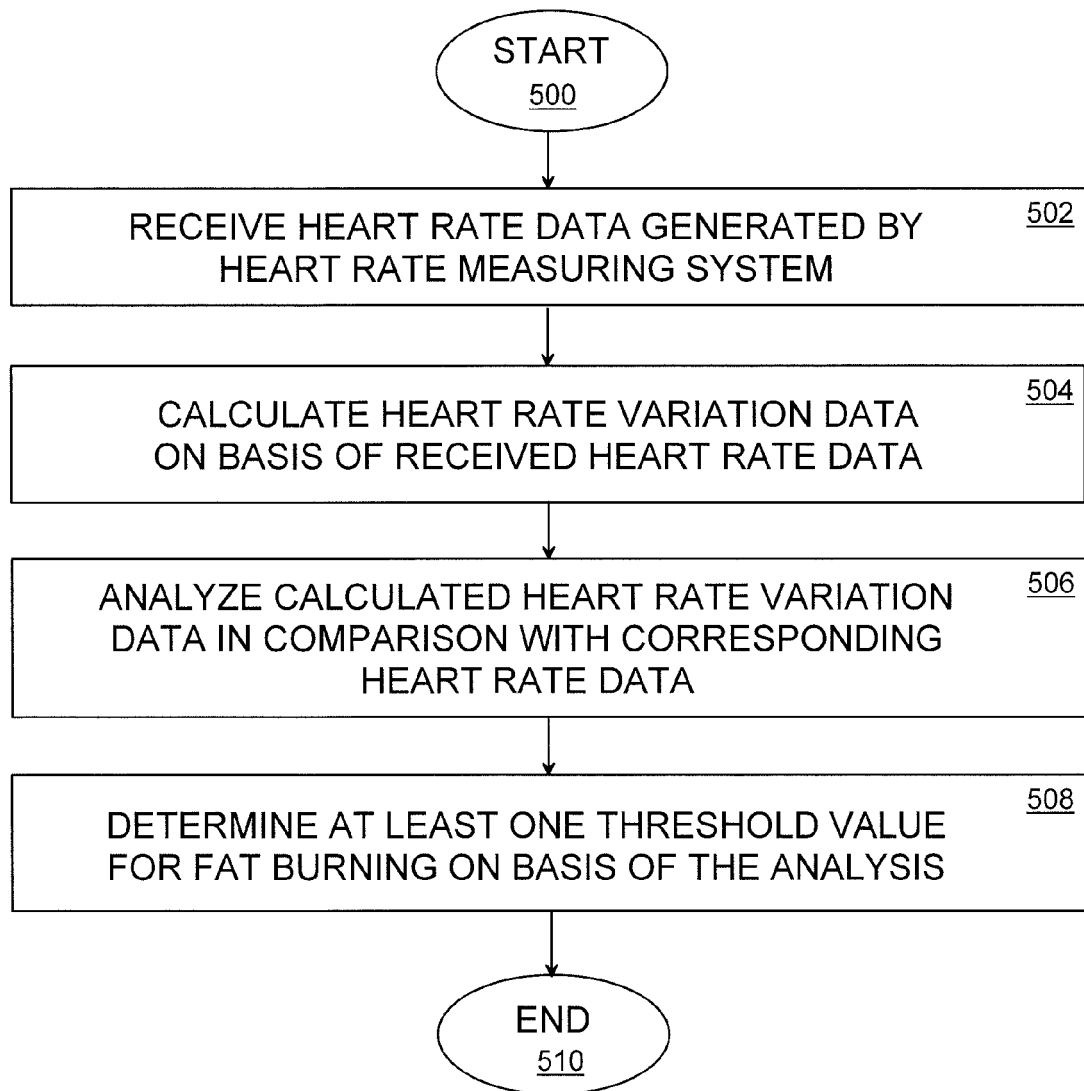 START
500
502
RECEIVE HEART RATE DATA GENERATED BY
HEART RATE MEASURING SYSTEM
504
CALCULATE HEART RATE VARIATION DATA
ON BASIS OF RECEIVED HEART RATE DATA
506
ANALYZE CALCULATED HEART RATE VARIATION
DATA IN COMPARISON WITH CORRESPONDING
HEART RATE DATA
508
DETERMINE AT LEAST ONE THRESHOLD VALUE
FOR FAT BURNING ON BASIS OF THE ANALYSIS
END
510